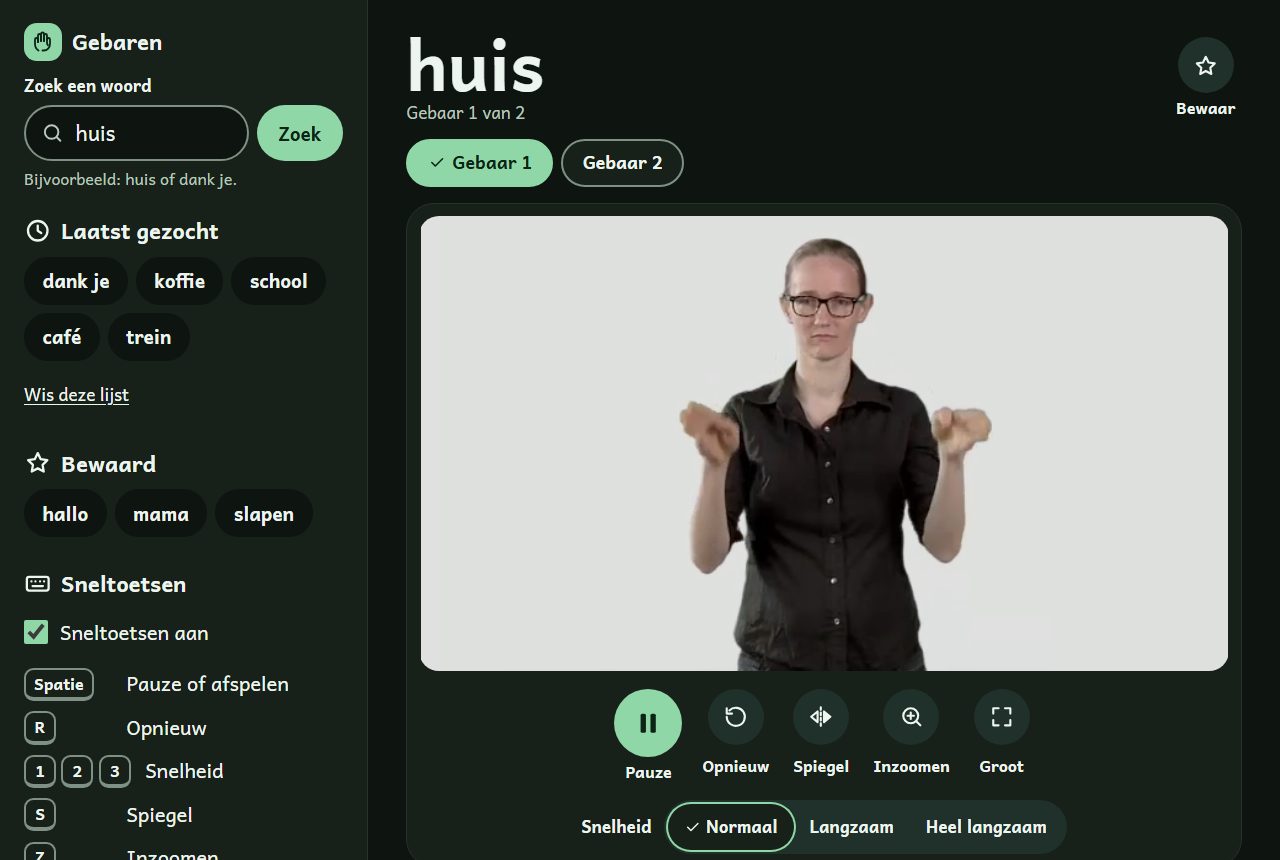 Gebaren
Zoek een woord
huis
Zoek
Bijvoorbeeld: huis of dank je.
Laatst gezocht
dank je
koffie
school
café
trein
Wis deze lijst
Bewaard
hallo
mama
slapen
Sneltoetsen
Sneltoetsen aan
Spatie Pauze of afspelen
R Opnieuw
1 2 3 Snelheid
S Spiegel
Z Inzoomen
huis
Gebaar 1 van 2
Bewaar
Gebaar 1
Gebaar 2
Pauze
Opnieuw
Spiegel
Inzoomen
Groot
Snelheid
Normaal
Langzaam
Heel langzaam